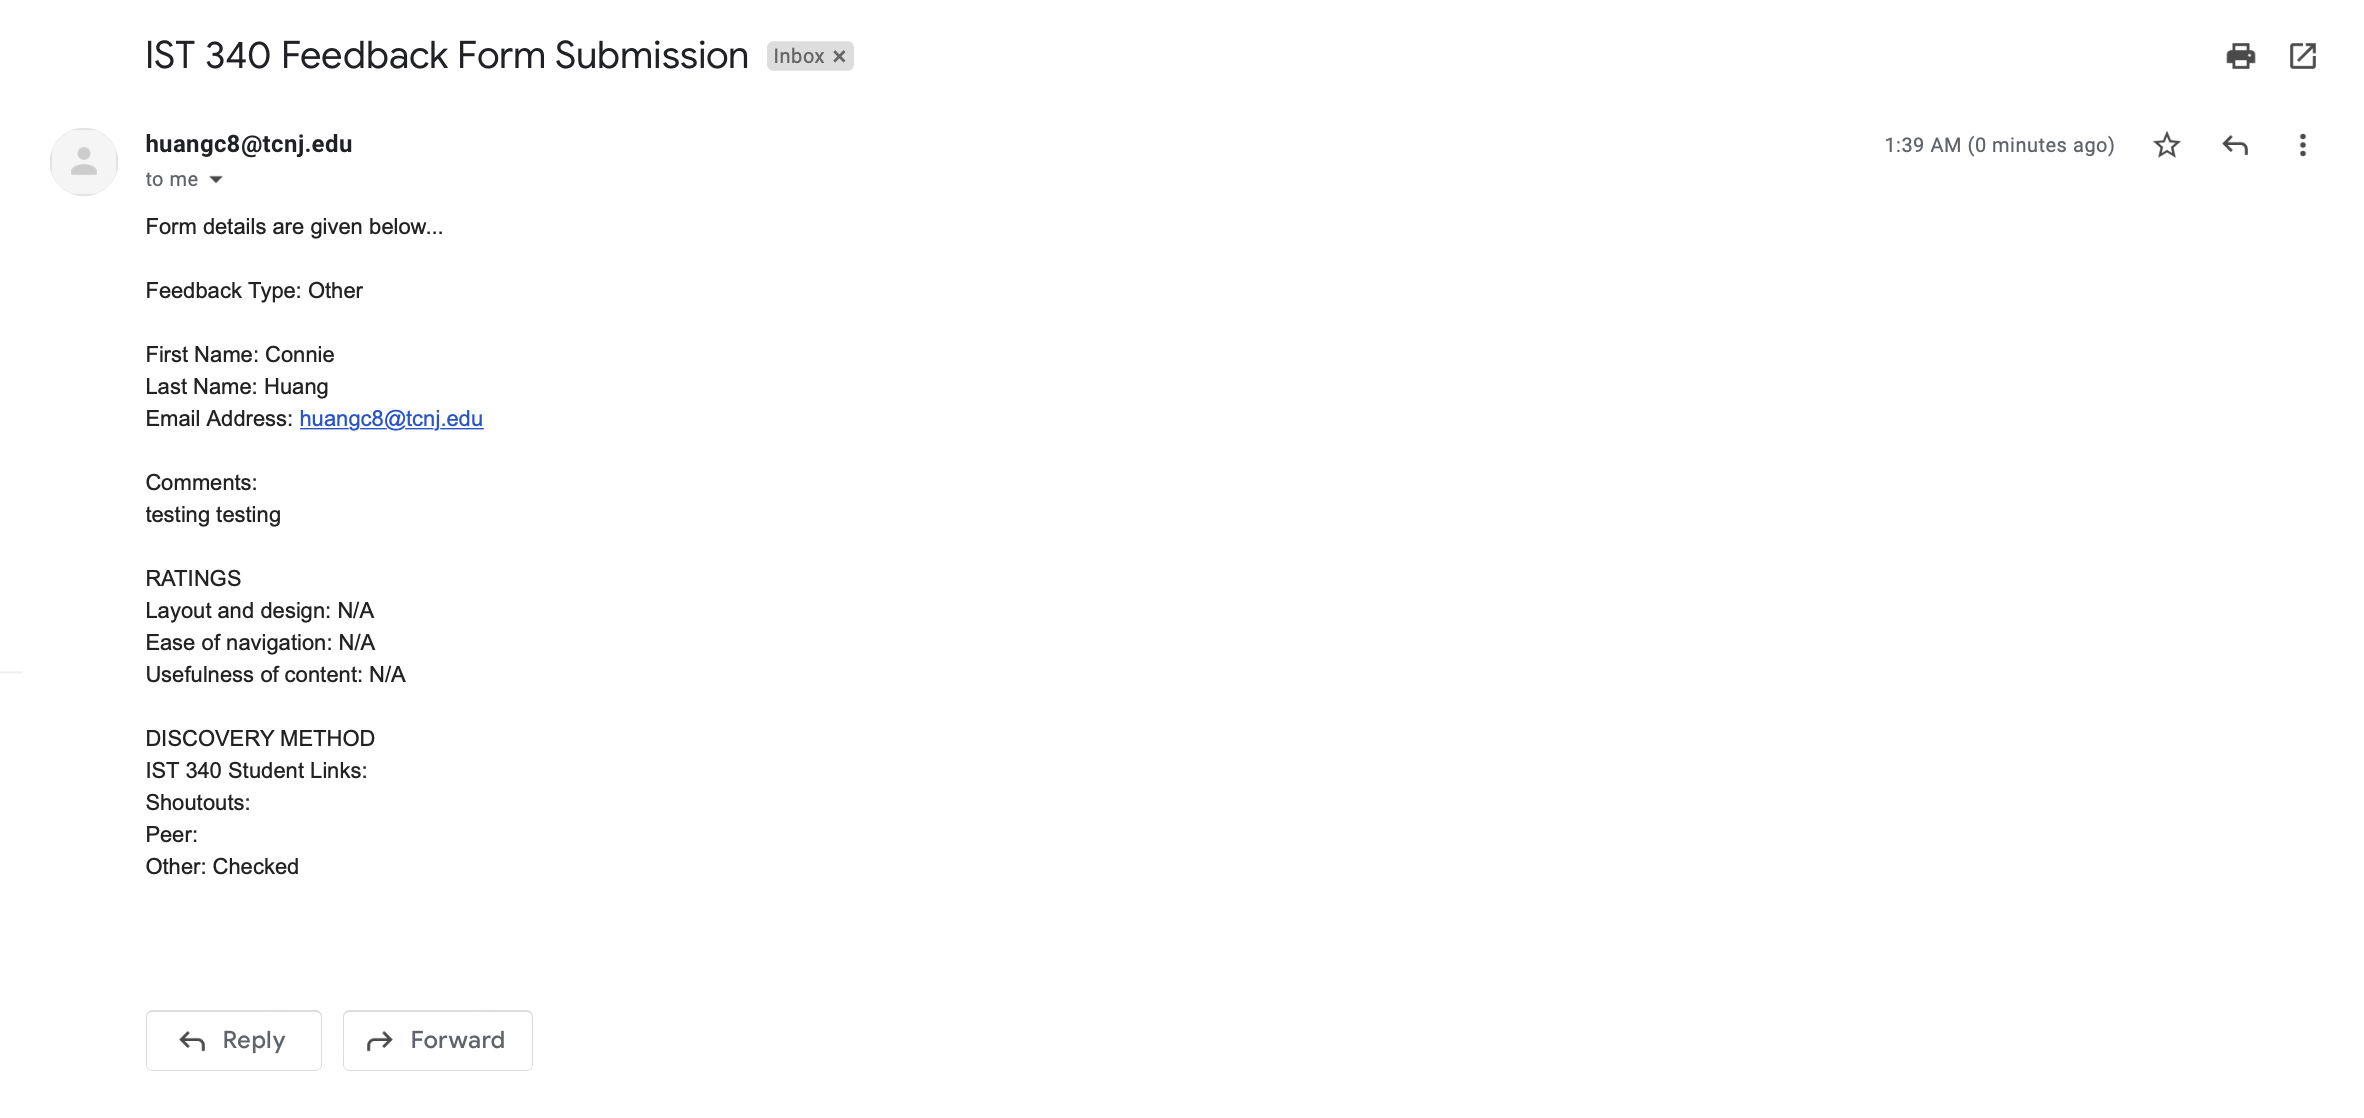 IST 340 Feedback Form Submission Inbox ×
huangc8@tcnj.edu 1:39 AM (0 minutes ago)
to me
Form details are given below...
Feedback Type: Other
First Name: Connie
Last Name: Huang
Email Address: huangc8@tcnj.edu
Comments:
testing testing
RATINGS
Layout and design: N/A
Ease of navigation: N/A
Usefulness of content: N/A
DISCOVERY METHOD
IST 340 Student Links:
Shoutouts:
Peer:
Other: Checked
Reply Forward